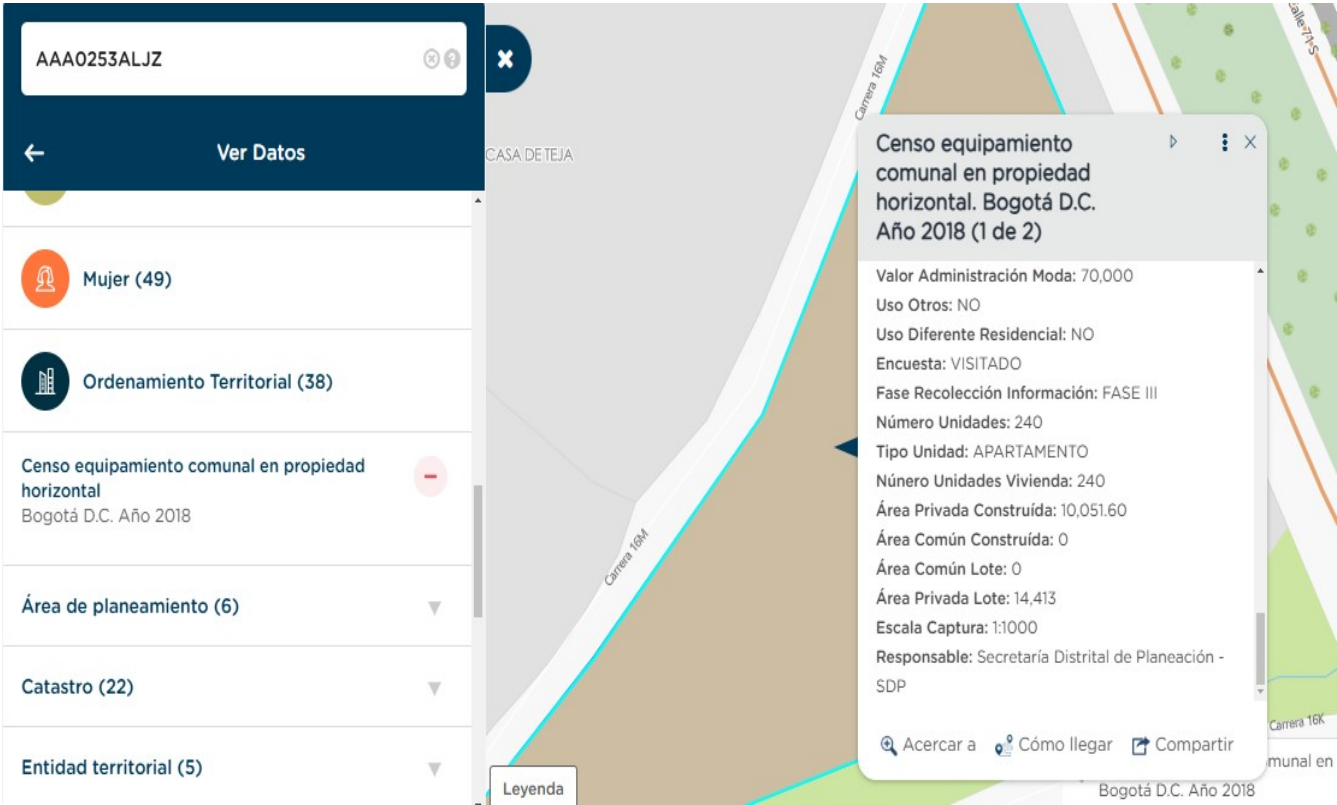 AAA0253ALJZ
Ver Datos
Mujer (49)
Ordenamiento Territorial (38)
Censo equipamiento comunal en propiedad
horizontal
Bogotá D.C. Año 2018
Área de planeamiento (6)
Catastro (22)
Entidad territorial (5)
CASA DE TEJA
Carrera 16M
Carrera 16M
Calle 71 S
Censo equipamiento
comunal en propiedad
horizontal. Bogotá D.C.
Año 2018 (1 de 2)
Valor Administración Moda: 70,000
Uso Otros: NO
Uso Diferente Residencial: NO
Encuesta: VISITADO
Fase Recolección Información: FASE III
Número Unidades: 240
Tipo Unidad: APARTAMENTO
Núnero Unidades Vivienda: 240
Área Privada Construída: 10,051.60
Área Común Construída: 0
Área Común Lote: 0
Área Privada Lote: 14,413
Escala Captura: 1:1000
Responsable: Secretaría Distrital de Planeación -
SDP
Acercar a Cómo llegar Compartir
Carrera 16K
Leyenda
munal en
Bogotá D.C. Año 2018